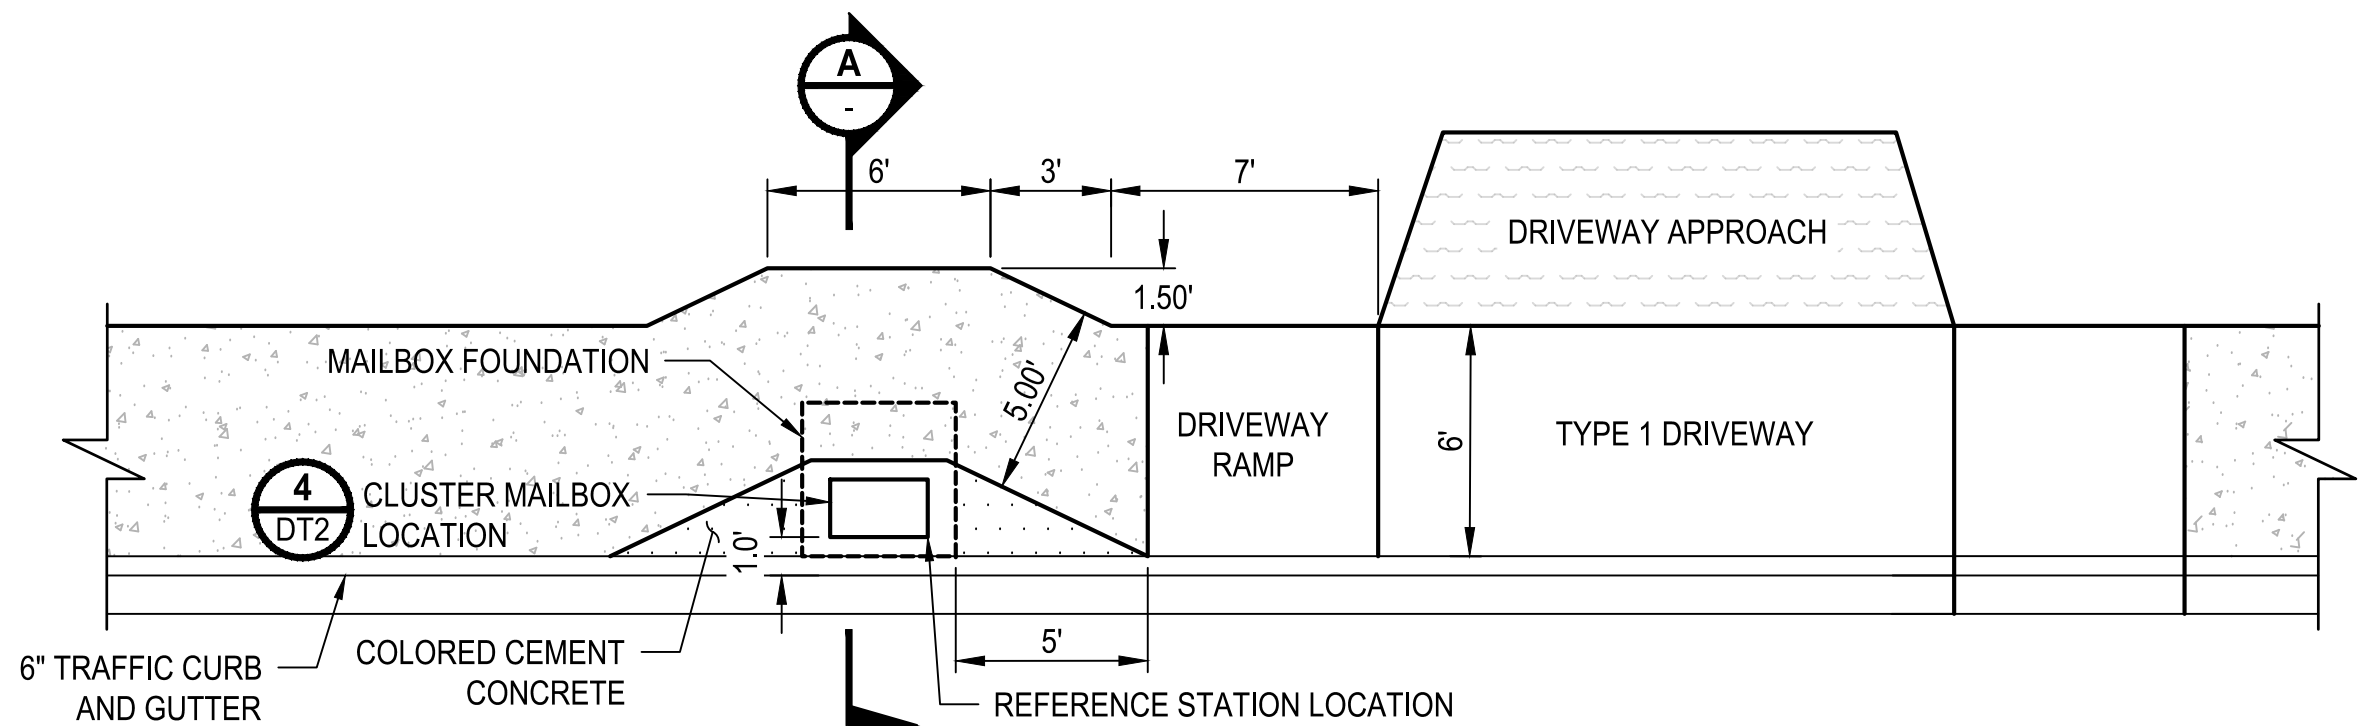 A
-
6'
3'
7'
DRIVEWAY APPROACH
1.50'
MAILBOX FOUNDATION
5.00'
DRIVEWAY
RAMP
6'
TYPE 1 DRIVEWAY
4
DT2
CLUSTER MAILBOX
LOCATION
1.0'
5'
6" TRAFFIC CURB
AND GUTTER
COLORED CEMENT
CONCRETE
REFERENCE STATION LOCATION